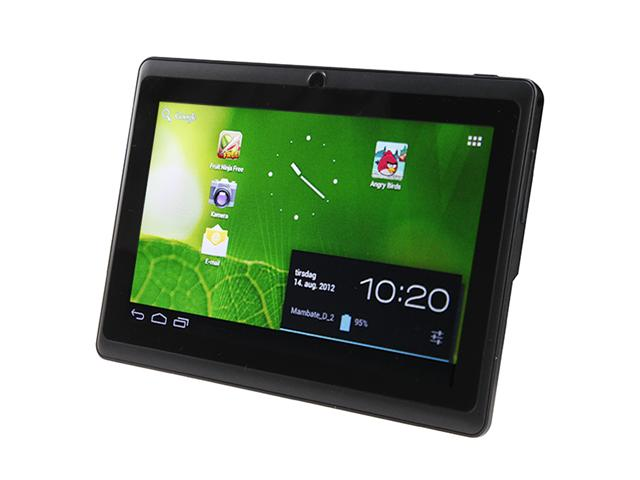 Google
Fruit Ninja Free
Angry Birds
Kamera
E-mail
tirsdag
14. aug. 2012
10:20
Mambate_D_2
95%